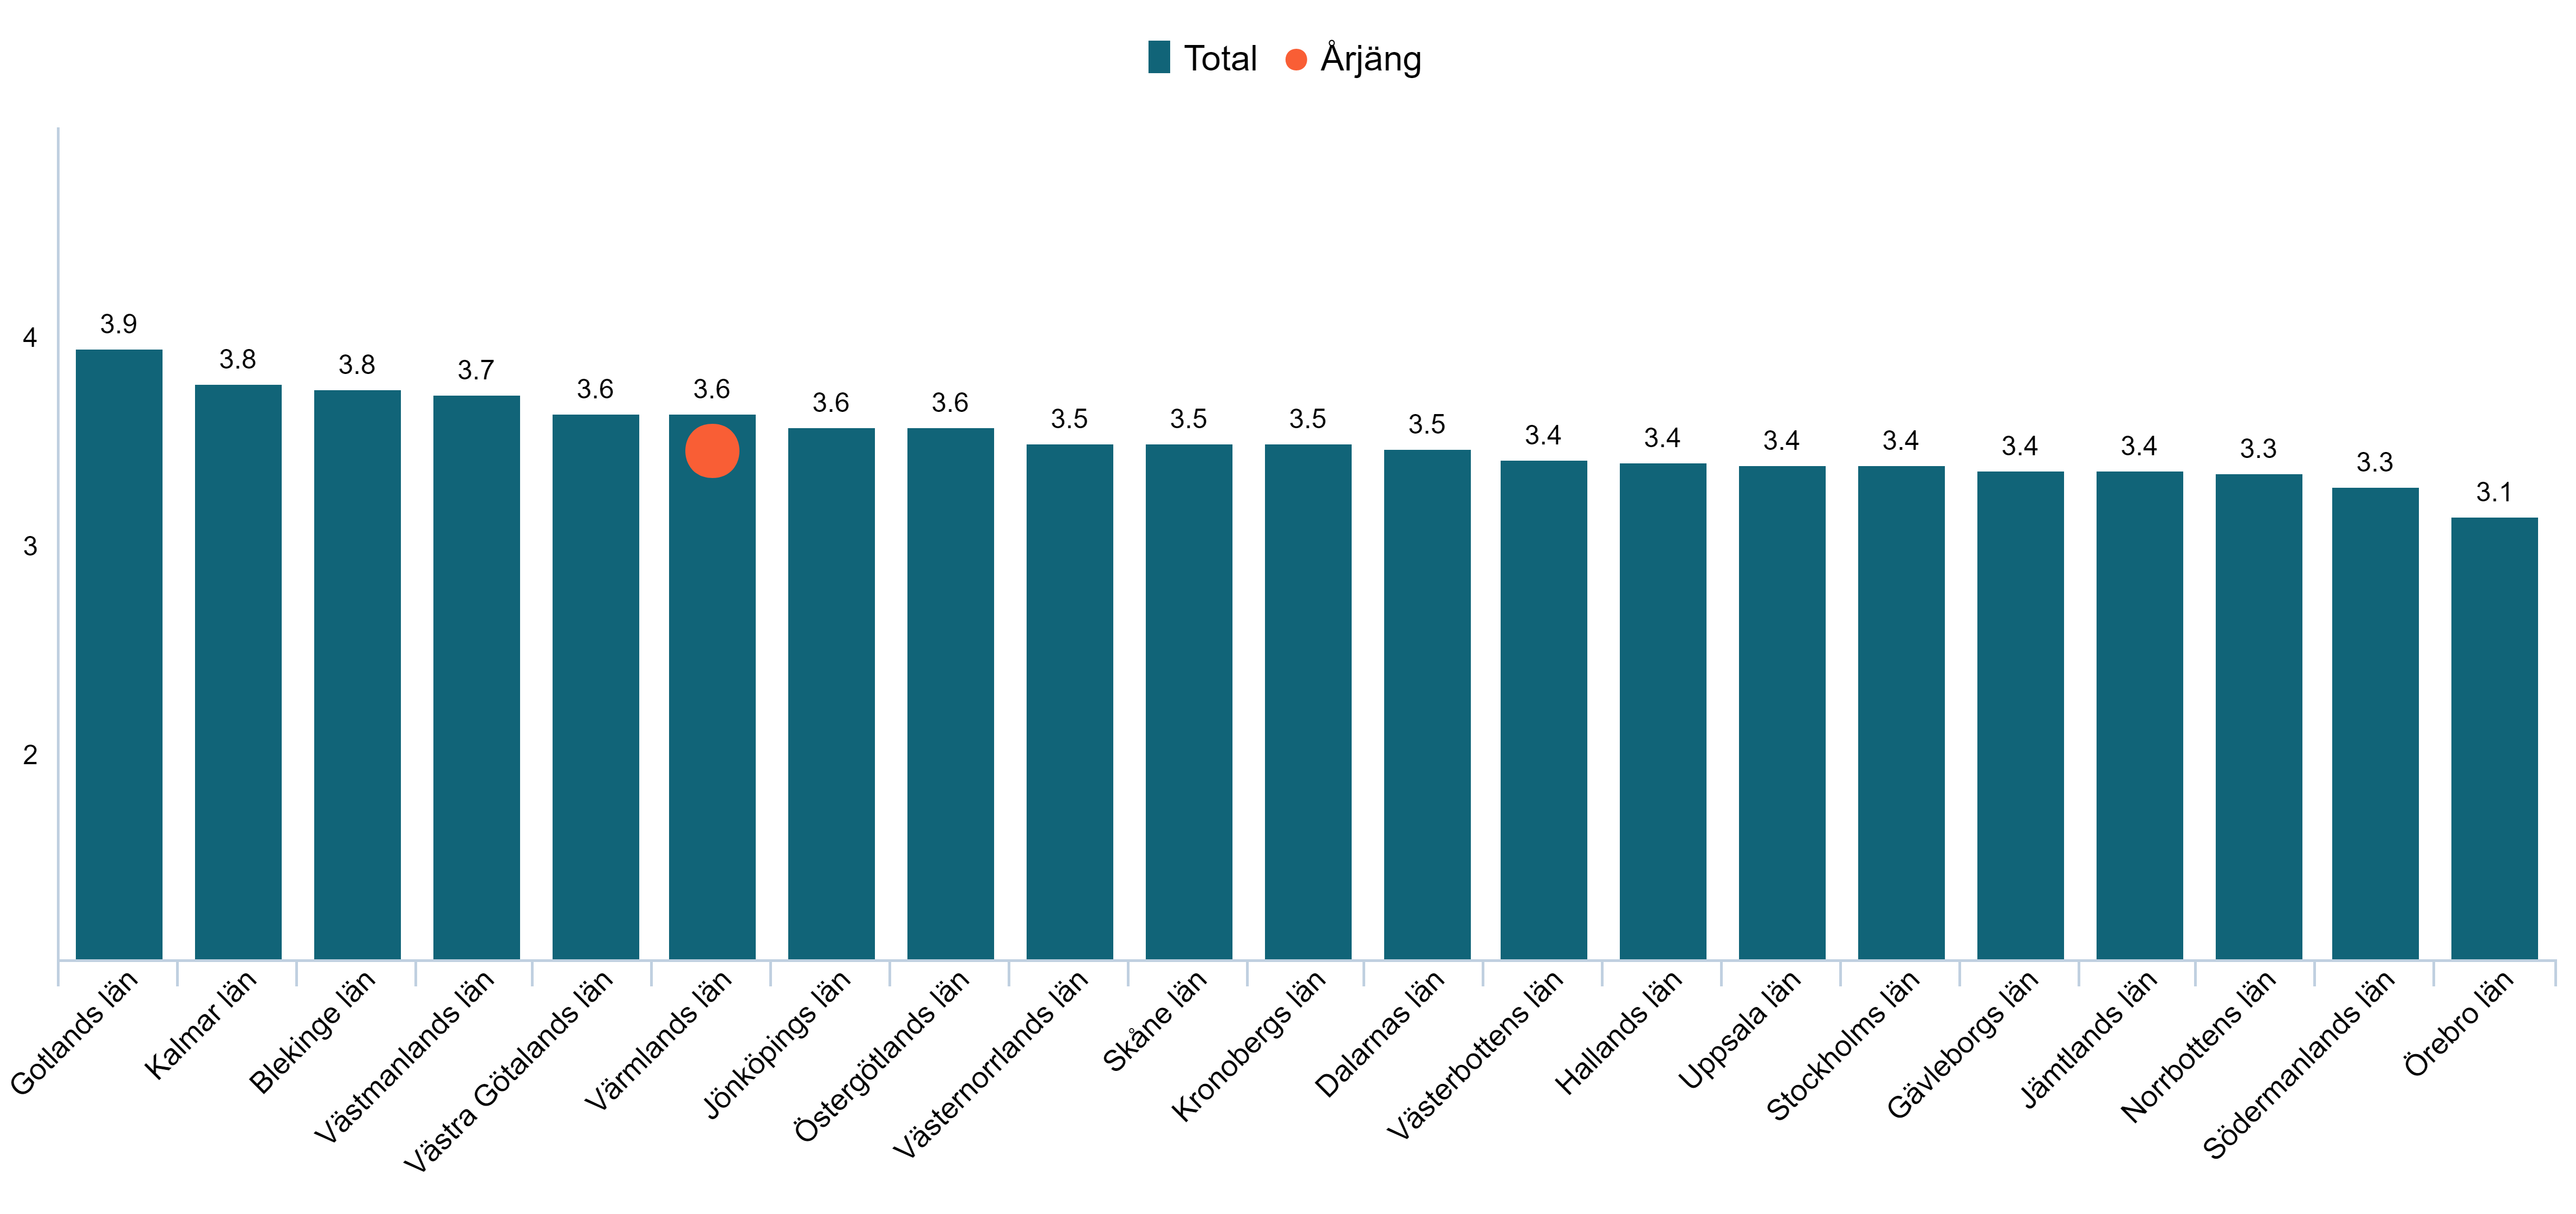 Total Årjäng
3.9 3.8 3.8 3.7 3.6 3.6 3.6 3.6 3.5 3.5 3.5 3.5 3.4 3.4 3.4 3.4 3.4 3.4 3.3 3.3 3.1
4
3
2
Gotlands län
Kalmar län
Blekinge län
Västmanlands län
Västra Götalands län
Värmlands län
Jönköpings län
Östergötlands län
Västernorrlands län
Skåne län
Kronobergs län
Dalarnas län
Västerbottens län
Hallands län
Uppsala län
Stockholms län
Gävleborgs län
Jämtlands län
Norrbottens län
Södermanlands län
Örebro län